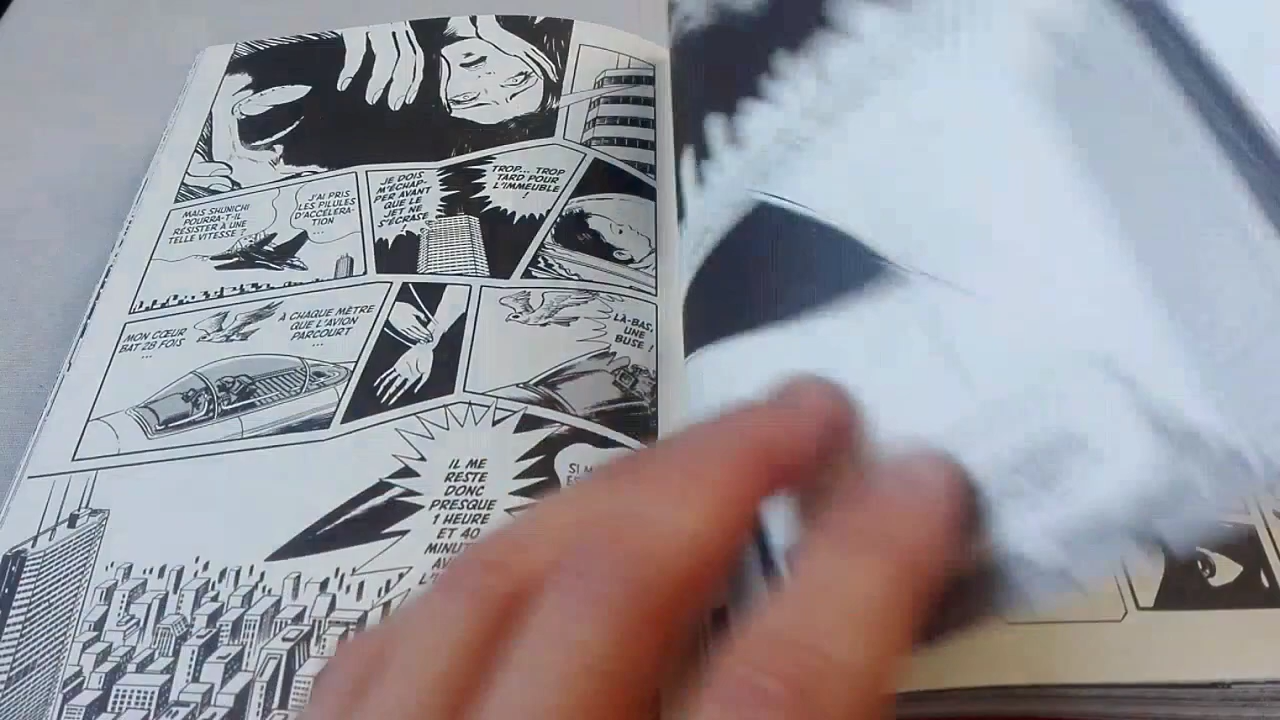 MAIS SHUNICHI
POURRA-T-IL
RÉSISTER À UNE
TELLE VITESSE ?
J'AI PRIS
LES PILULES
D'ACCÉLÉRA-
TION
...
JE DOIS
M'ÉCHAP-
PER AVANT
QUE LE
JET NE
S'ÉCRASE
!
TROP... TROP
TARD POUR
L'IMMEUBLE
!
MON CŒUR
BAT 28 FOIS
...
À CHAQUE MÈTRE
QUE L'AVION
PARCOURT
...
LÀ-BAS,
UNE
BUSE !
IL ME
RESTE
DONC
PRESQUE
1 HEURE
ET 40
SI